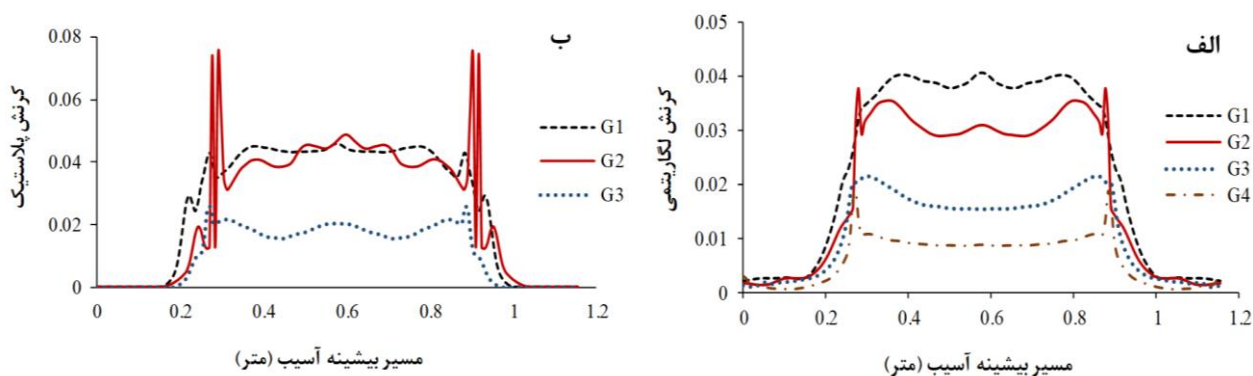 ب
0.08
0.06
0.04
0.02
0
کرنش پلاستیک
G1
G2
G3
0 0.2 0.4 0.6 0.8 1 1.2
مسیر بیشینه آسیب (متر)
الف
0.05
0.04
0.03
0.02
0.01
0.00
کرنش لگاریتمی
G1
G2
G3
G4
0 0.2 0.4 0.6 0.8 1 1.2
مسیر بیشینه آسیب (متر)